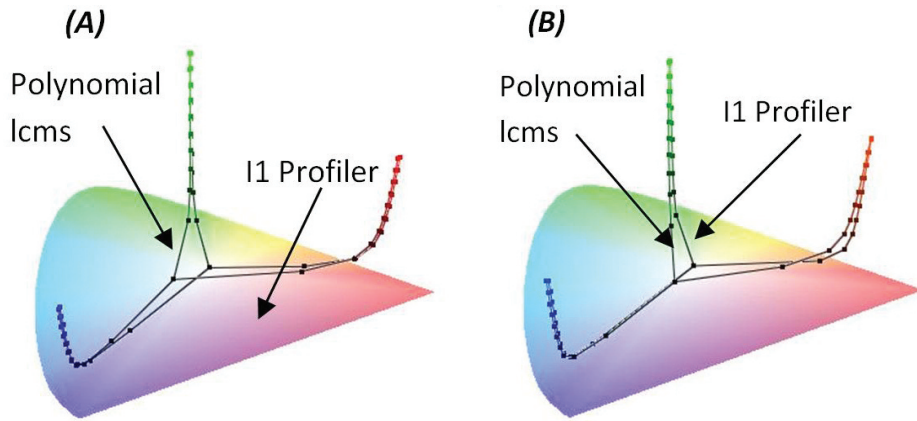 (A)
Polynomial
lcms
I1 Profiler
(B)
Polynomial
lcms
I1 Profiler